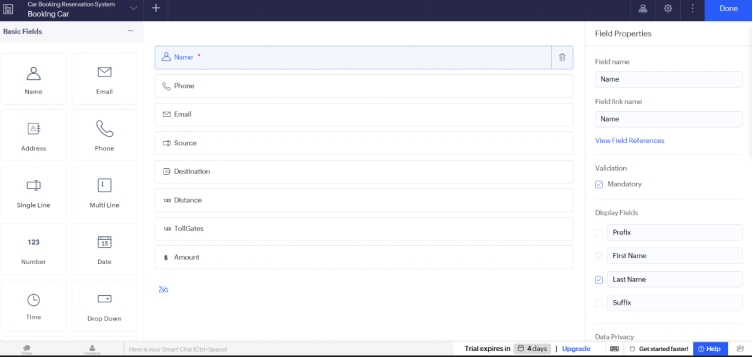 Car Booking Reservation System
Booking Car
Done
Basic Fields
Name
Email
Address
Phone
Single Line
Multi Line
123
Number
15
Date
Time
Drop Down
Name *
Phone
Email
Source
Destination
123 Distance
123 TollGates
$ Amount
Field Properties
Field name
Name
Field link name
Name
View Field References
Validation
Mandatory
Display Fields
Prefix
First Name
Last Name
Suffix
Data Privacy
Contacts
Here is your Smart Chat (Ctrl+Space)
Trial expires in 4 days | Upgrade
Get started faster!
Help